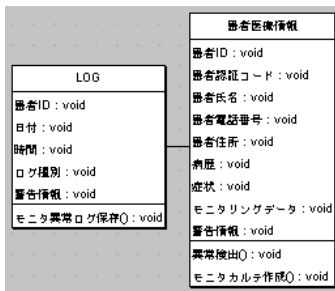 LOG
患者ID : void
日付 : void
時間 : void
ログ種別 : void
警告情報 : void
モニタ異常ログ保存() : void
患者医療情報
患者ID : void
患者認証コード : void
患者氏名 : void
患者電話番号 : void
患者住所 : void
病歴 : void
症状 : void
モニタリングデータ : void
警告情報 : void
異常検出() : void
モニタカルテ作成() : void